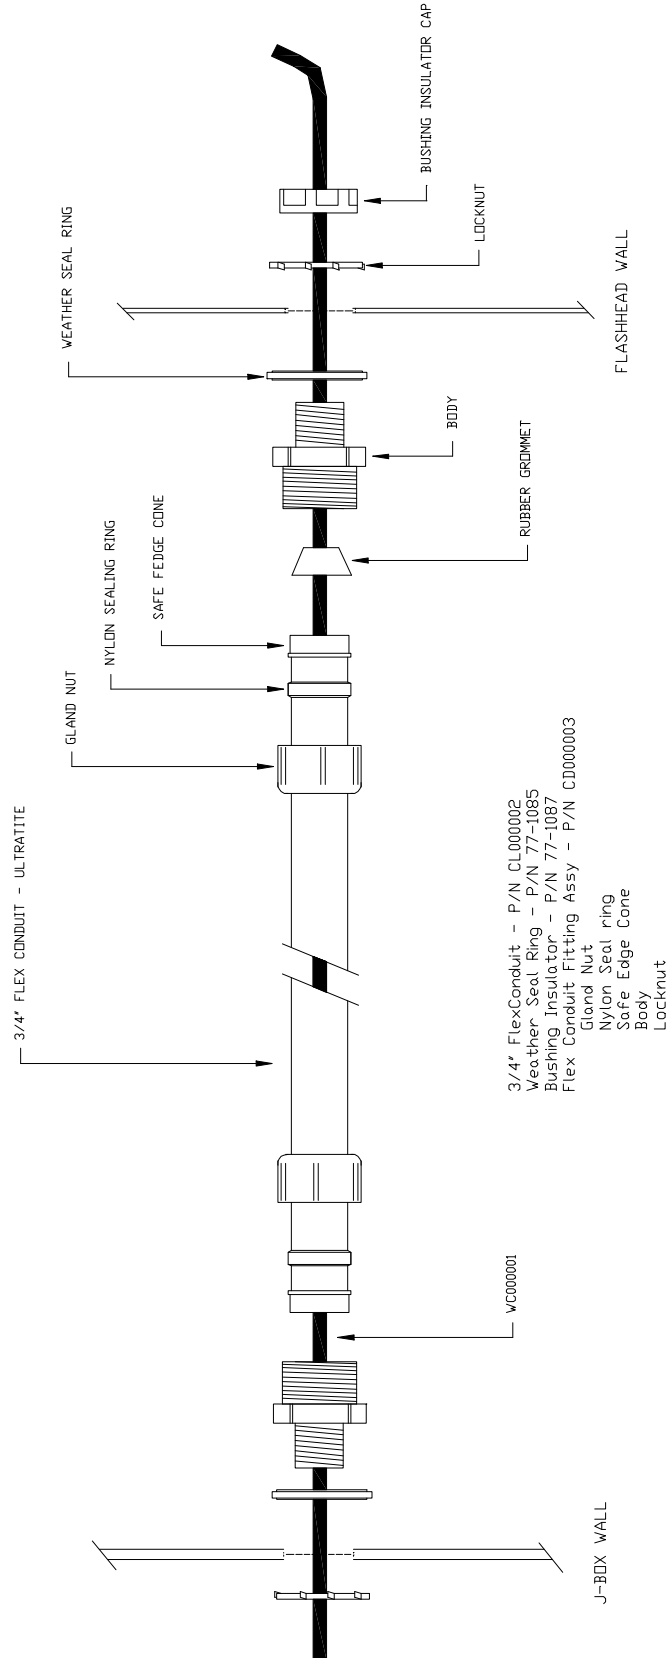 3/4" FLEX CONDUIT - ULTRATITE
GLAND NUT
NYLON SEALING RING
SAFE FEDGE CONE
WEATHER SEAL RING
BUSHING INSULATOR CAP
LOCKNUT
FLASHHEAD WALL
BODY
RUBBER GROMMET
WC000001
J-BOX WALL
3/4" FlexConduit - P/N CL000002
Weather Seal Ring - P/N 77-1085
Bushing Insulator - P/N 77-1087
Flex Conduit Fitting Assy - P/N CD000003
Gland Nut
Nylon Seal ring
Safe Edge Cone
Body
Locknut